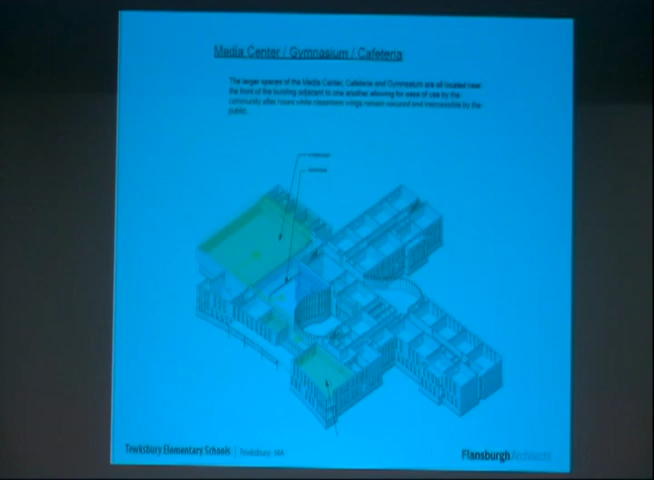 Media Center / Gymnasium / Cafeteria
The larger spaces of the Media Center, Cafeteria and Gymnasium are all located near
the front of the building adjacent to one another allowing for ease of use by the
community after hours while classroom wings remain secured and inaccessible by the
public.
Tewksbury Elementary Schools | Tewksbury, MA
Flansburgh Architects